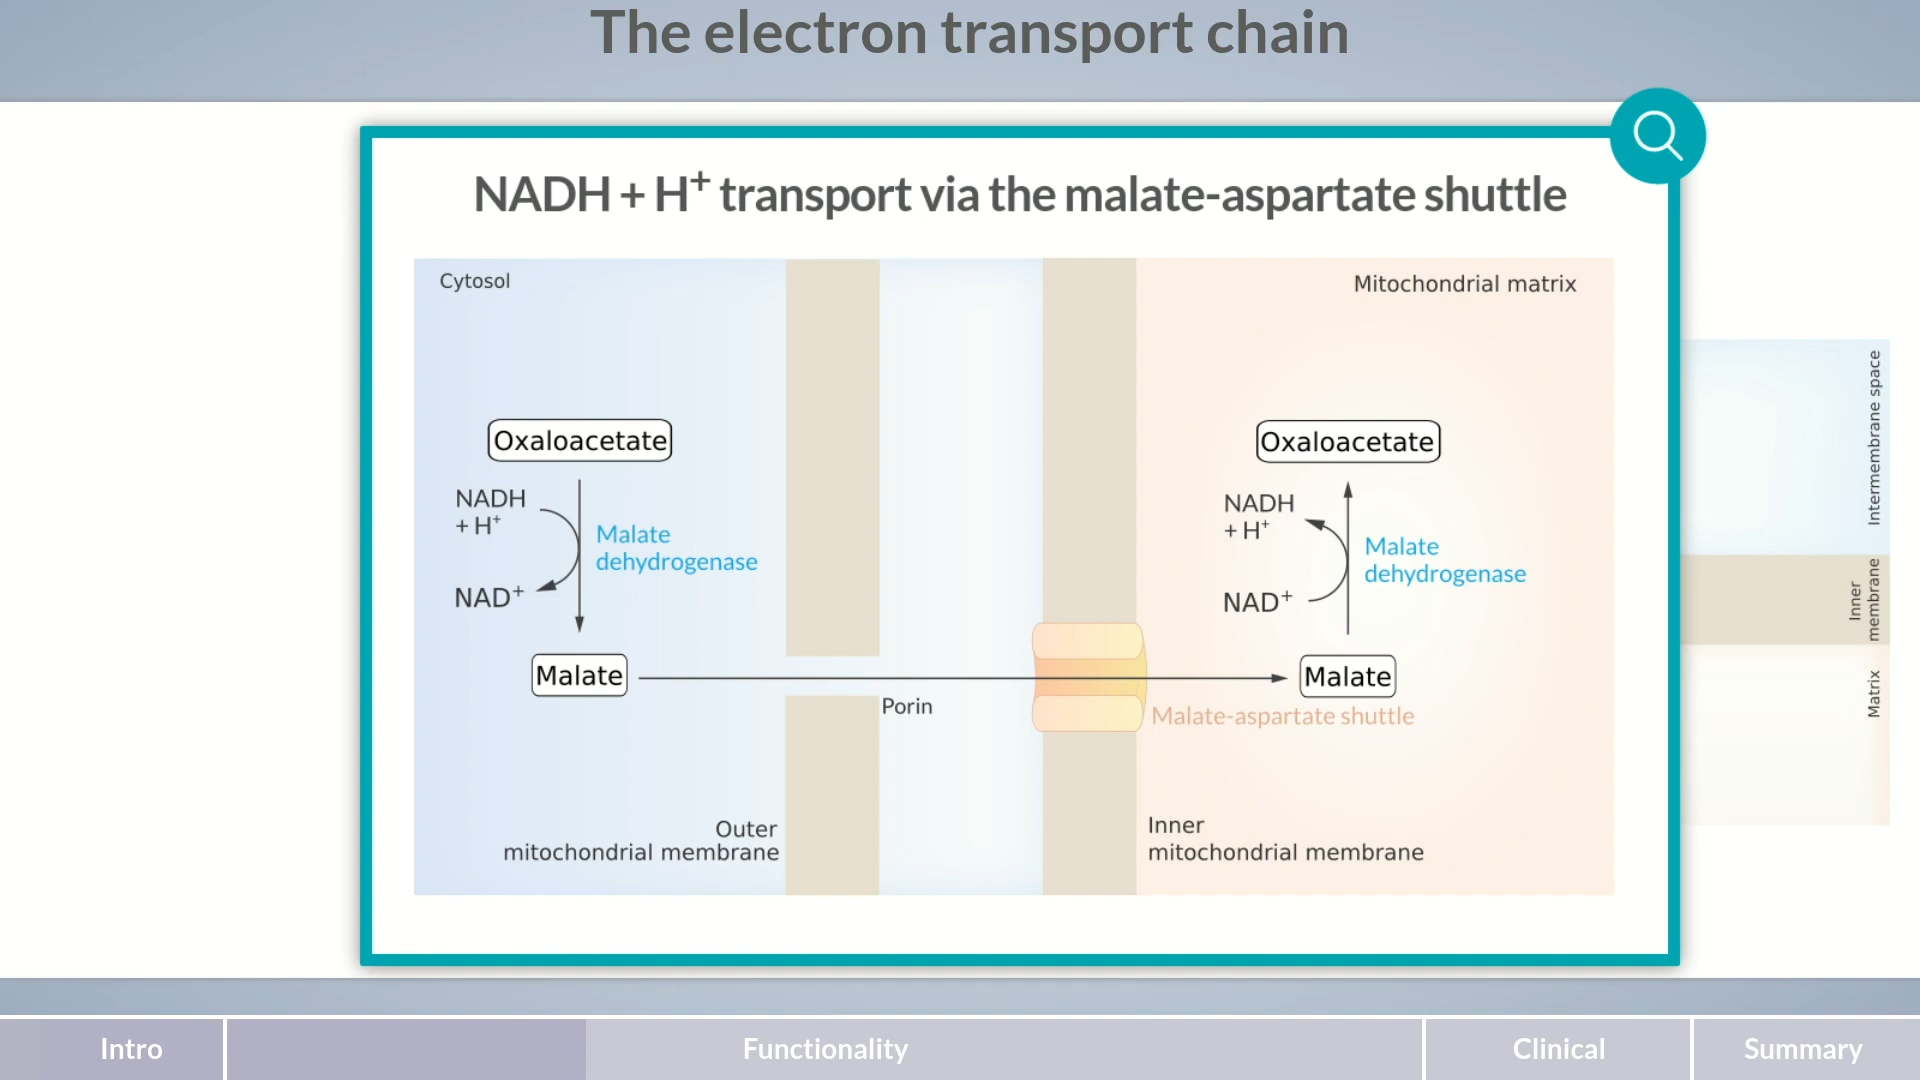 The electron transport chain
NADH + H⁺ transport via the malate-aspartate shuttle
Cytosol
Mitochondrial matrix
Oxaloacetate
NADH
+ H⁺
NAD⁺
Malate
dehydrogenase
Malate
Porin
Malate-aspartate shuttle
Oxaloacetate
NADH
+ H⁺
NAD⁺
Malate
dehydrogenase
Malate
Outer
mitochondrial membrane
Inner
mitochondrial membrane
Intermembrane space
Inner
membrane
Matrix
Intro
Functionality
Clinical
Summary